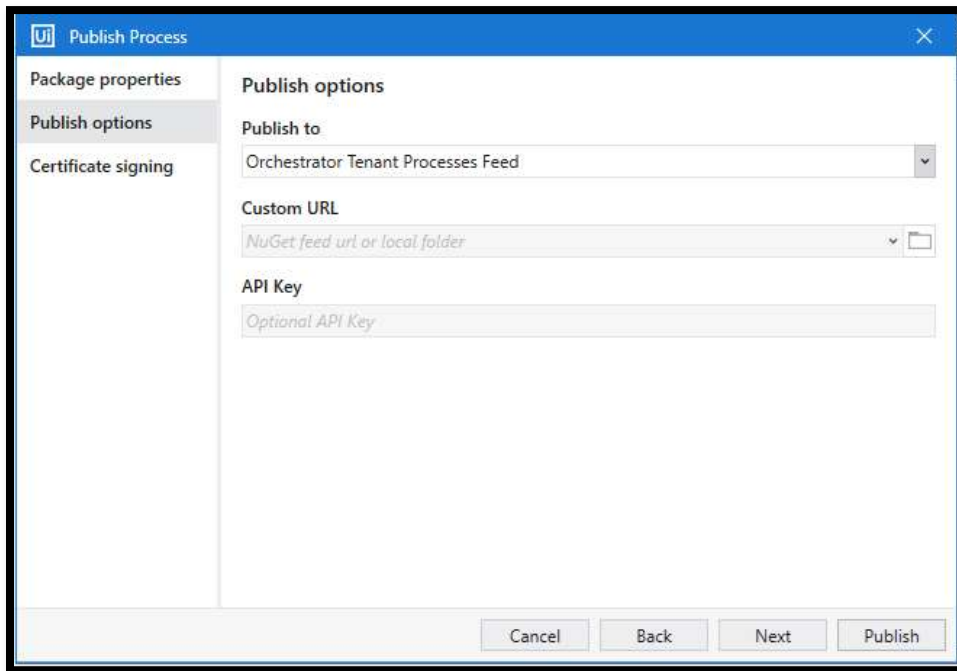 Ui Publish Process
Package properties
Publish options
Certificate signing
Publish options
Publish to
Orchestrator Tenant Processes Feed
Custom URL
NuGet feed url or local folder
API Key
Optional API Key
Cancel Back Next Publish